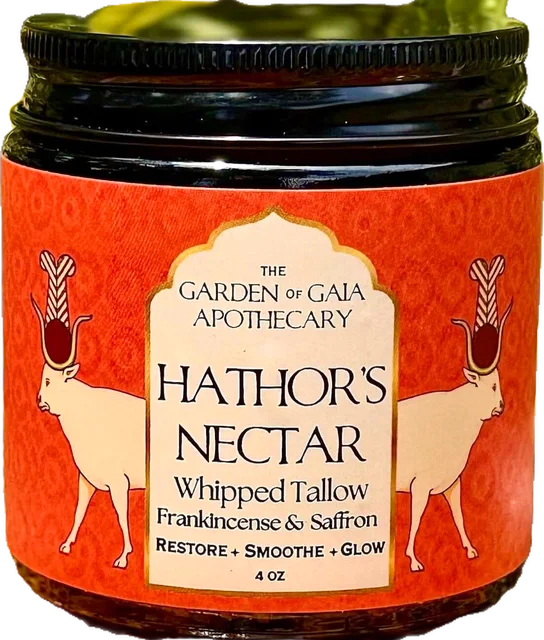 THE
GARDEN OF GAIA
APOTHECARY
HATHOR'S
NECTAR
Whipped Tallow
Frankincense & Saffron
RESTORE + SMOOTHE + GLOW
4 OZ